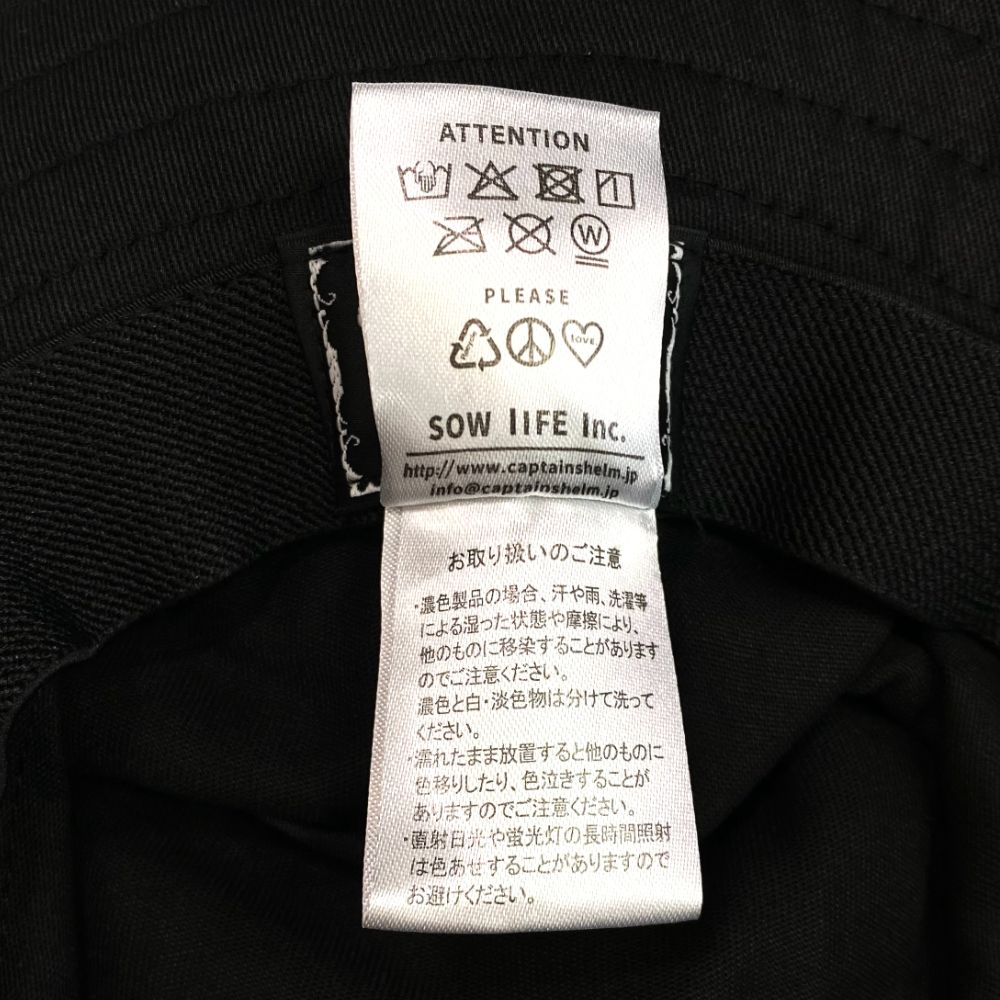 ATTENTION
W
PLEASE
LOVE
SOW lIFE Inc.
http://www.captainshelm.jp
info@captainshelm.jp
お取り扱いのご注意
・濃色製品の場合、汗や雨、洗濯等
による湿った状態や摩擦により、
他のものに移染することがあります
のでご注意ください。
濃色と白・淡色物は分けて洗って
ください。
・濡れたまま放置すると他のものに
色移りしたり、色泣きすることが
ありますのでご注意ください。
・直射日光や蛍光灯の長時間照射
は色あせすることがありますので
お避けください。